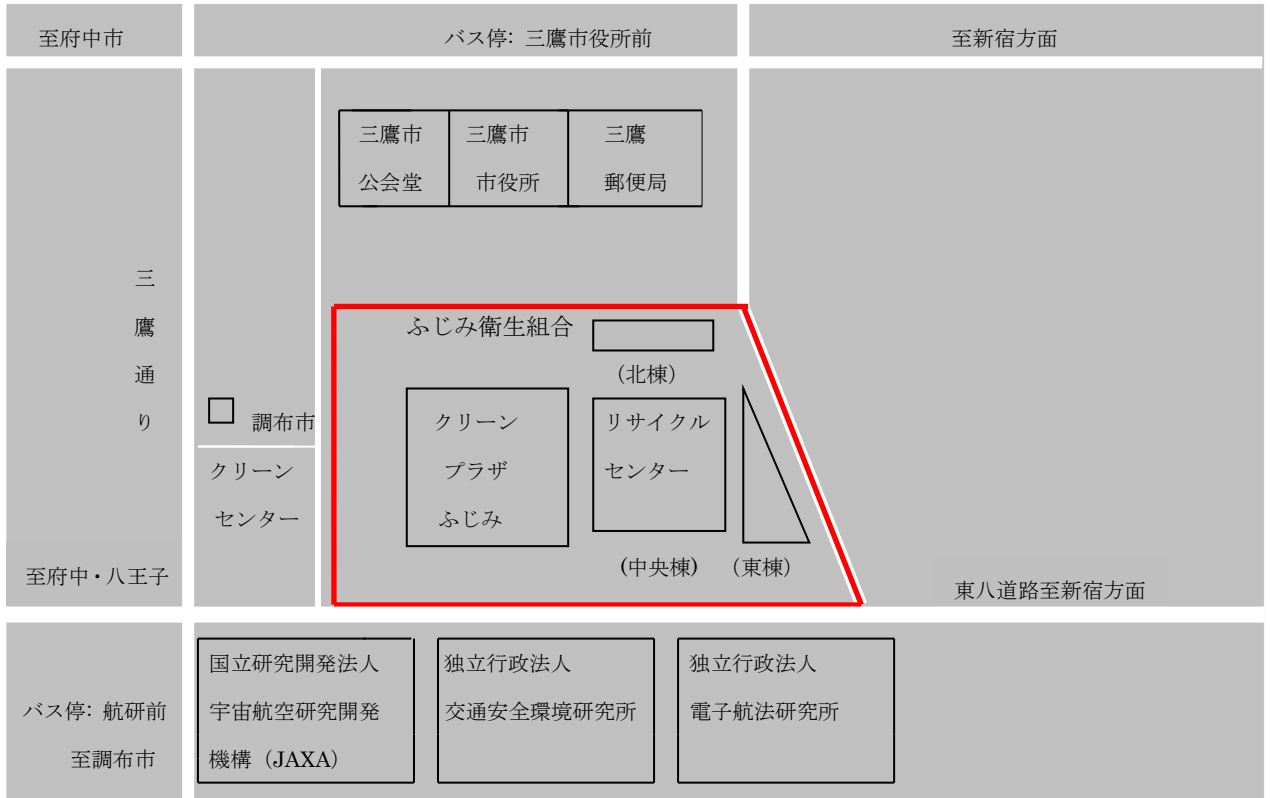 至府中市
バス停: 三鷹市役所前
至新宿方面
三鷹市
公会堂
三鷹市
市役所
三鷹
郵便局
三鷹通り
ふじみ衛生組合
(北棟)
調布市
クリーン
センター
クリーン
プラザ
ふじみ
リサイクル
センター
(中央棟)
(東棟)
至府中・八王子
東八道路至新宿方面
バス停: 航研前
至調布市
国立研究開発法人
宇宙航空研究開発
機構（JAXA）
独立行政法人
交通安全環境研究所
独立行政法人
電子航法研究所